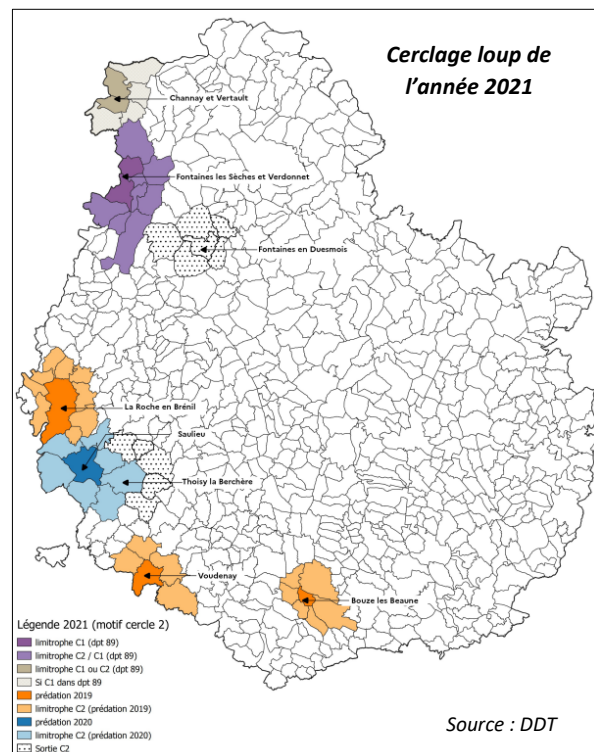 Cerclage loup de
l'année 2021
Channay et Vertault
Fontaines les Sèches et Verdonnet
Fontaines en Duesmois
La Roche en Brénil
Saulieu
Thoisy la Berchère
Voudenay
Bouze les Beaune
Légende 2021 (motif cercle 2)
limitrophe C1 (dpt 89)
limitrophe C2 / C1 (dpt 89)
limitrophe C1 ou C2 (dpt 89)
Si C1 dans dpt 89
prédation 2019
limitrophe C2 (prédation 2019)
prédation 2020
limitrophe C2 (prédation 2020)
Sortie C2
Source : DDT